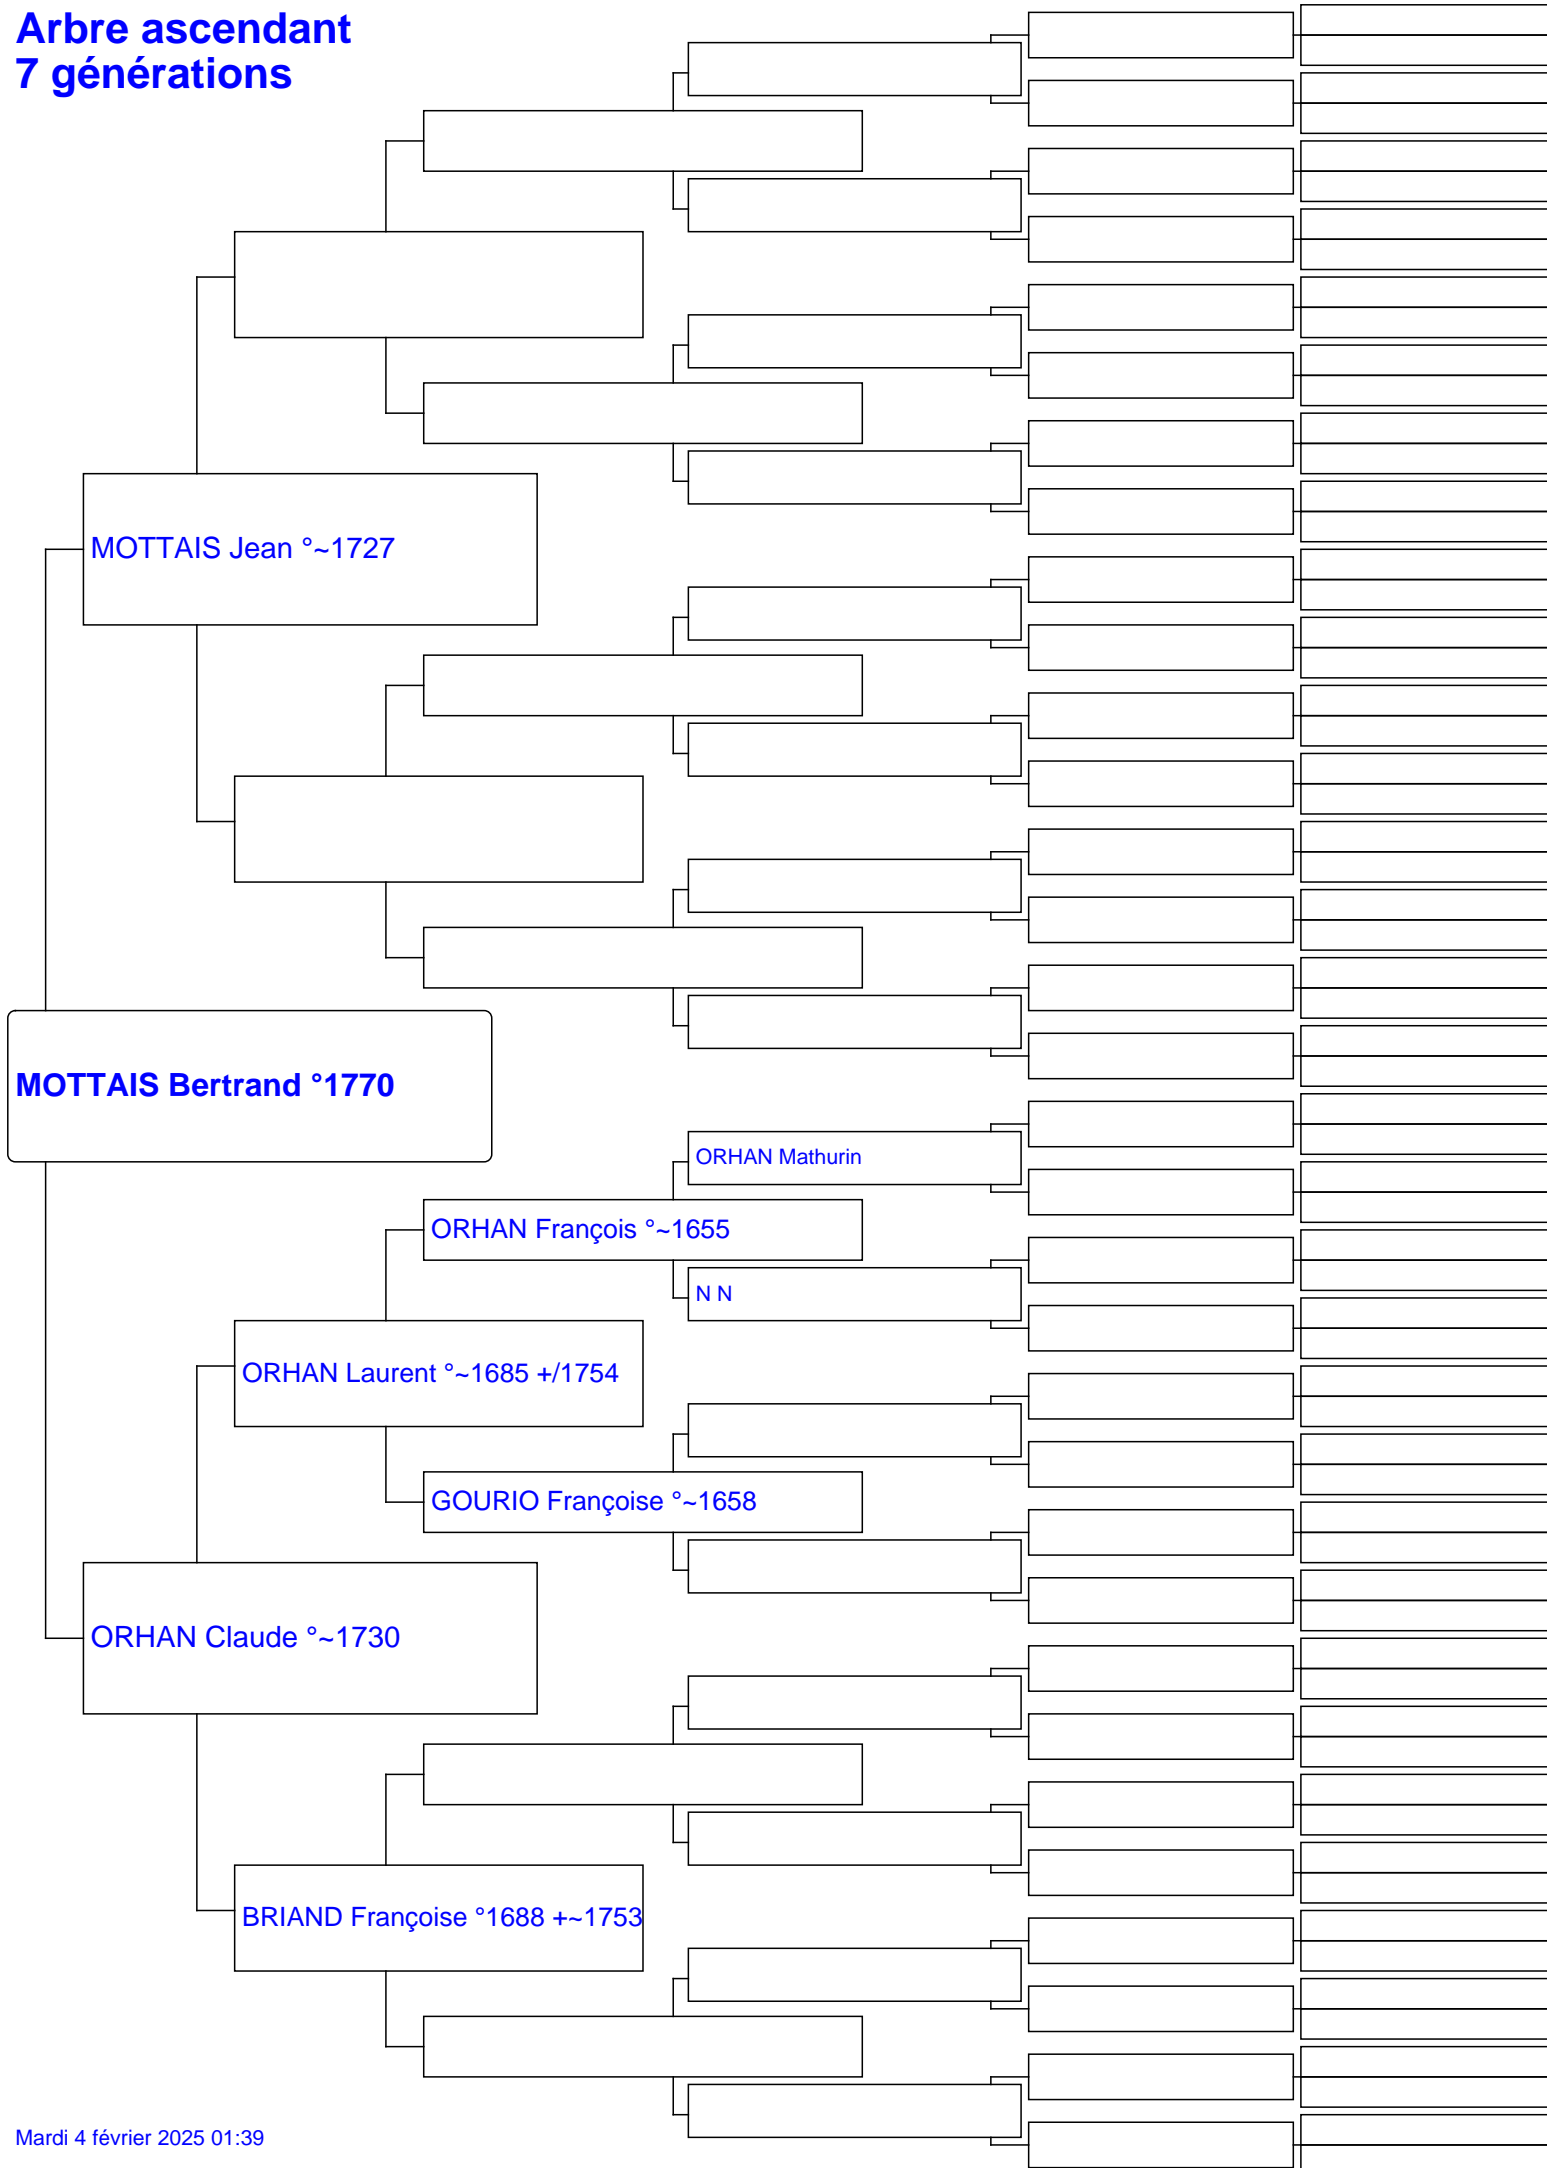 Arbre ascendant
7 générations
MOTTAIS Jean °~1727
MOTTAIS Bertrand °1770
ORHAN Mathurin
ORHAN François °~1655
N N
ORHAN Laurent °~1685 +/1754
GOURIO Françoise °~1658
ORHAN Claude °~1730
BRIAND Françoise °1688 +~1753
Mardi 4 février 2025 01:39